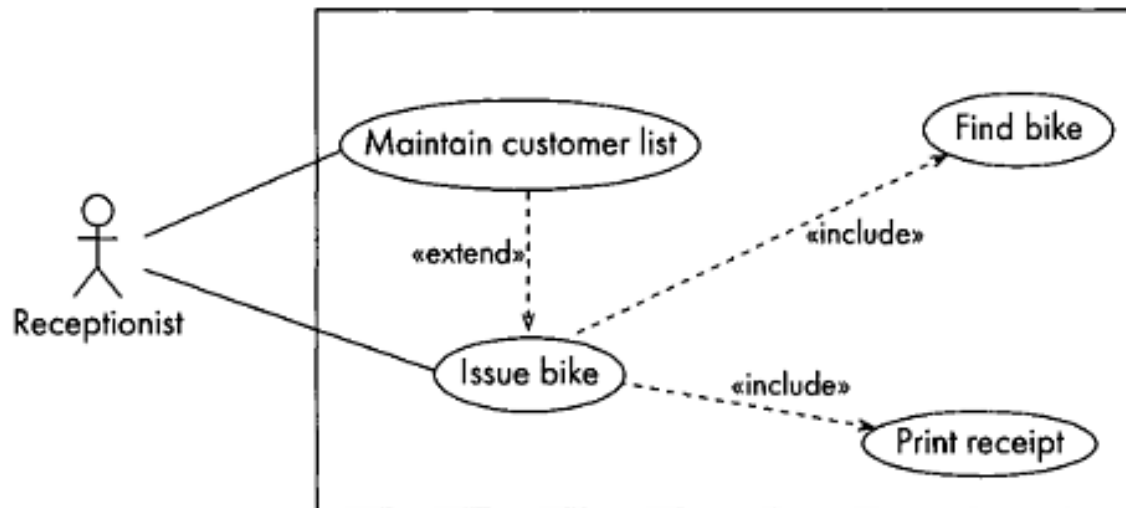 Maintain customer list
Find bike
«extend»
«include»
Receptionist
Issue bike
«include»
Print receipt